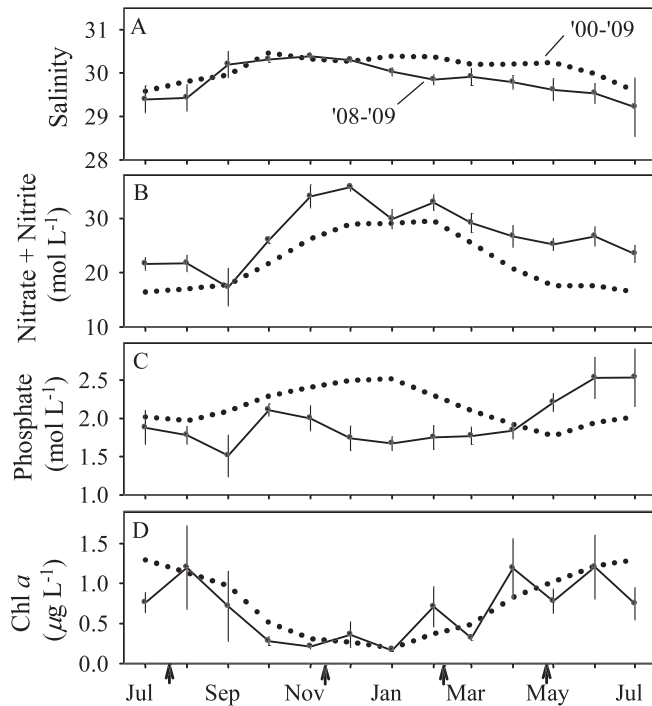 A
31
30
29
28
Salinity
'00-'09
'08-'09
B
30
20
10
Nitrate + Nitrite
(mol L-1)
C
2.5
2.0
1.5
1.0
Phosphate
(mol L-1)
D
1.5
1.0
0.5
0.0
Chl a
(μg L-1)
Jul Sep Nov Jan Mar May Jul